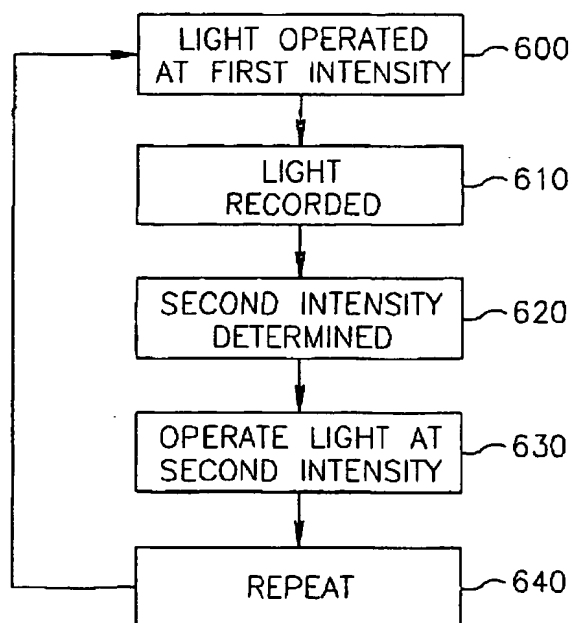 LIGHT OPERATED
AT FIRST INTENSITY
600
LIGHT
RECORDED
610
SECOND INTENSITY
DETERMINED
620
OPERATE LIGHT AT
SECOND INTENSITY
630
REPEAT
640